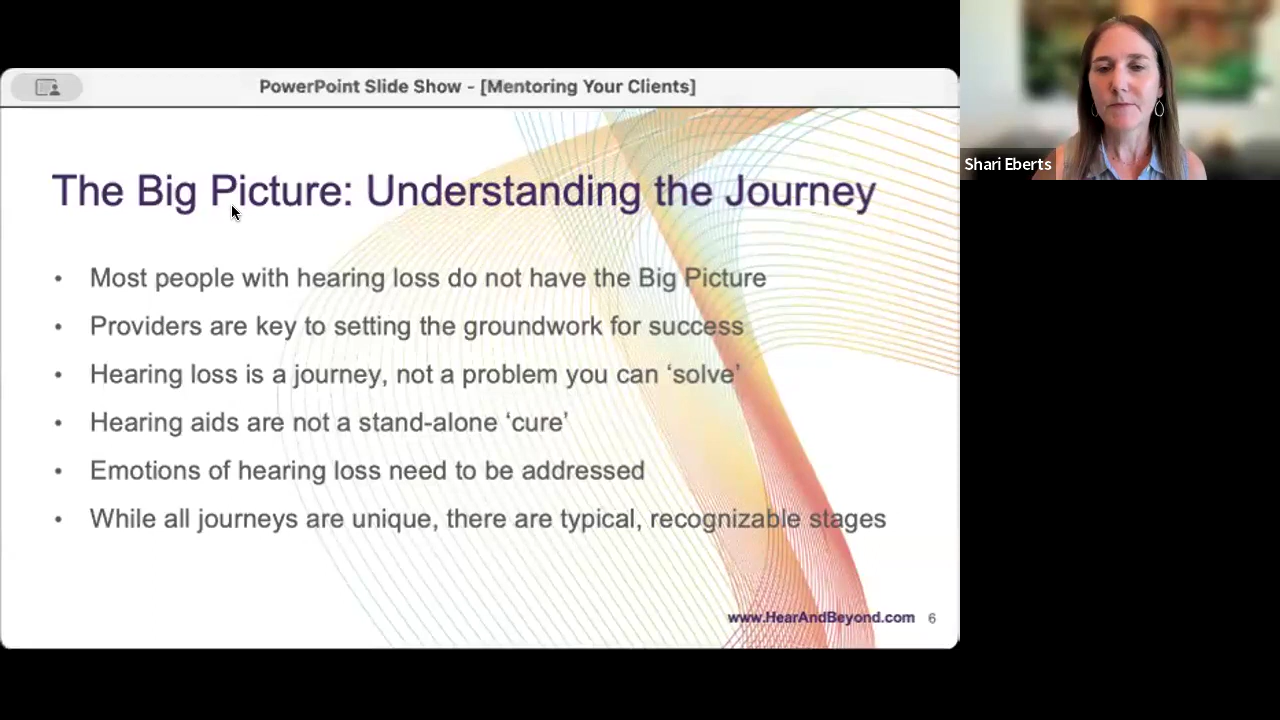 PowerPoint Slide Show - [Mentoring Your Clients]
Shari Eberts
The Big Picture: Understanding the Journey
• Most people with hearing loss do not have the Big Picture
• Providers are key to setting the groundwork for success
• Hearing loss is a journey, not a problem you can ‘solve’
• Hearing aids are not a stand-alone ‘cure’
• Emotions of hearing loss need to be addressed
• While all journeys are unique, there are typical, recognizable stages
www.HearAndBeyond.com 6